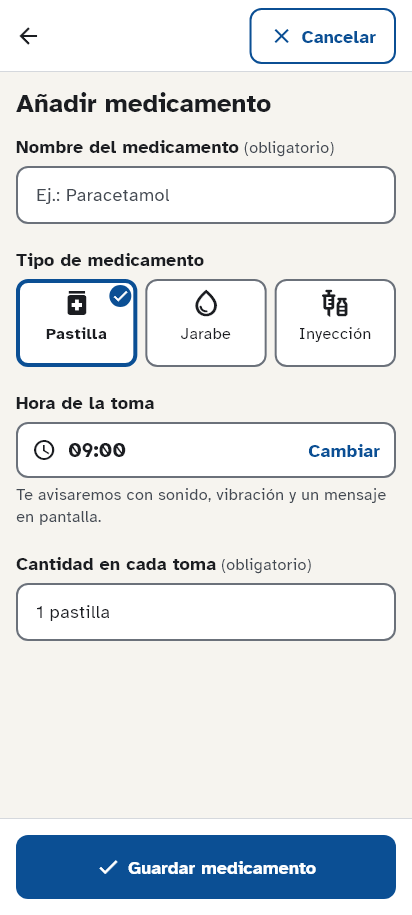 Cancelar
Añadir medicamento
Nombre del medicamento (obligatorio)
Ej.: Paracetamol
Tipo de medicamento
Pastilla
Jarabe
Inyección
Hora de la toma
09:00
Cambiar
Te avisaremos con sonido, vibración y un mensaje
en pantalla.
Cantidad en cada toma (obligatorio)
1 pastilla
Guardar medicamento